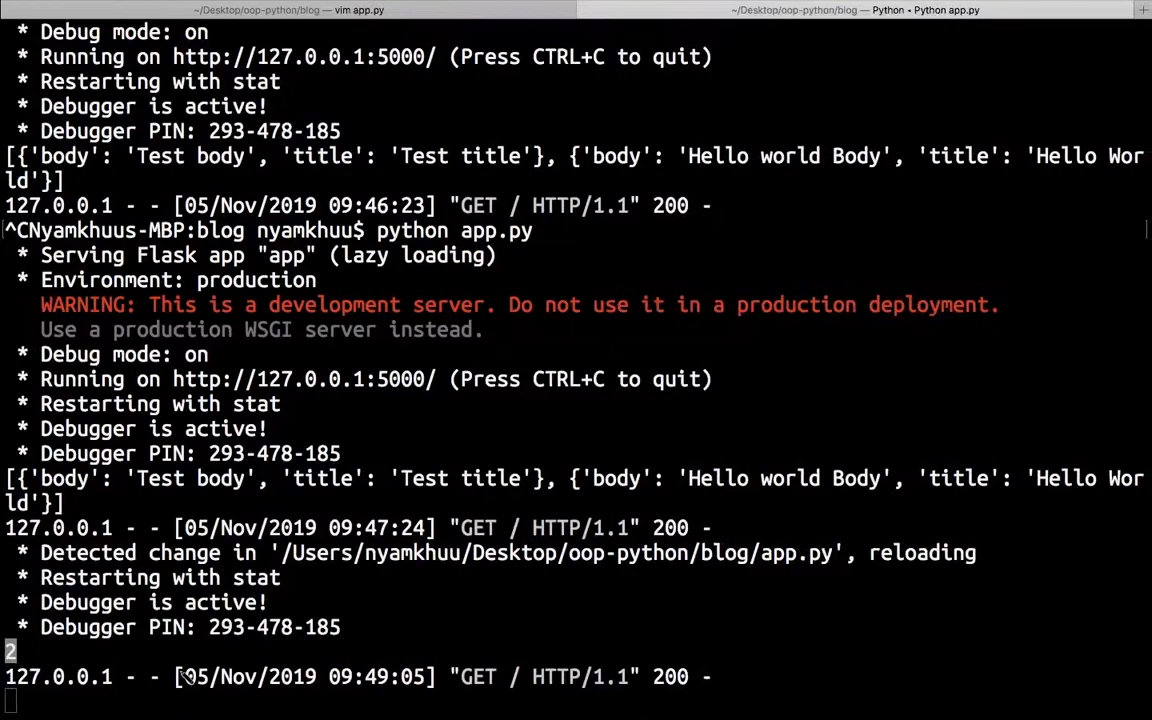 ~/Desktop/oop-python/blog — vim app.py
~/Desktop/oop-python/blog — Python • Python app.py
 * Debug mode: on
 * Running on http://127.0.0.1:5000/ (Press CTRL+C to quit)
 * Restarting with stat
 * Debugger is active!
 * Debugger PIN: 293-478-185
[{'body': 'Test body', 'title': 'Test title'}, {'body': 'Hello world Body', 'title': 'Hello Wor
ld'}]
127.0.0.1 - - [05/Nov/2019 09:46:23] "GET / HTTP/1.1" 200 -
^CNyamkhuus-MBP:blog nyamkhuu$ python app.py
 * Serving Flask app "app" (lazy loading)
 * Environment: production
   WARNING: This is a development server. Do not use it in a production deployment.
   Use a production WSGI server instead.
 * Debug mode: on
 * Running on http://127.0.0.1:5000/ (Press CTRL+C to quit)
 * Restarting with stat
 * Debugger is active!
 * Debugger PIN: 293-478-185
[{'body': 'Test body', 'title': 'Test title'}, {'body': 'Hello world Body', 'title': 'Hello Wor
ld'}]
127.0.0.1 - - [05/Nov/2019 09:47:24] "GET / HTTP/1.1" 200 -
 * Detected change in '/Users/nyamkhuu/Desktop/oop-python/blog/app.py', reloading
 * Restarting with stat
 * Debugger is active!
 * Debugger PIN: 293-478-185
2
127.0.0.1 - - [05/Nov/2019 09:49:05] "GET / HTTP/1.1" 200 -